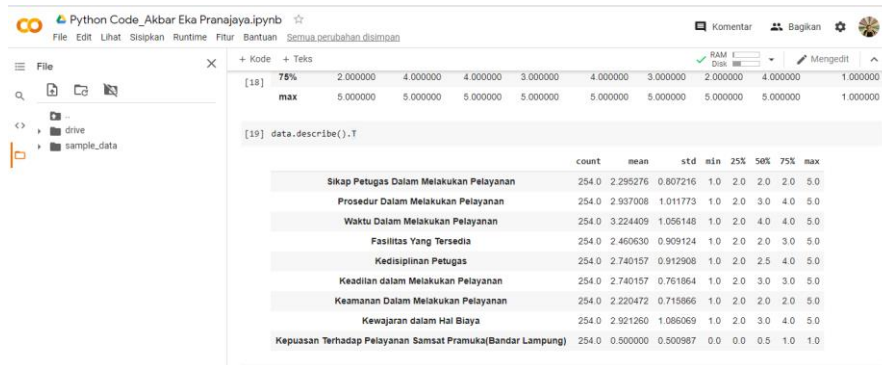 Python Code_Akbar Eka Pranajaya.ipynb
Komentar Bagikan
File Edit Lihat Sisipkan Runtime Fitur Bantuan Semua perubahan disimpan
File
+ Kode + Teks
RAM
Disk
Mengedit
[18] 75% 2.000000 4.000000 4.000000 3.000000 4.000000 3.000000 2.000000 4.000000 1.000000
max 5.000000 5.000000 5.000000 5.000000 5.000000 5.000000 5.000000 5.000000 1.000000
..
drive
sample_data
[19] data.describe().T
count mean std min 25% 50% 75% max
Sikap Petugas Dalam Melakukan Pelayanan 254.0 2.295276 0.807216 1.0 2.0 2.0 2.0 5.0
Prosedur Dalam Melakukan Pelayanan 254.0 2.937008 1.011773 1.0 2.0 3.0 4.0 5.0
Waktu Dalam Melakukan Pelayanan 254.0 3.224409 1.056148 1.0 2.0 4.0 4.0 5.0
Fasilitas Yang Tersedia 254.0 2.460630 0.909124 1.0 2.0 2.0 3.0 5.0
Kedisiplinan Petugas 254.0 2.740157 0.912908 1.0 2.0 2.5 4.0 5.0
Keadilan dalam Melakukan Pelayanan 254.0 2.740157 0.761864 1.0 2.0 3.0 3.0 5.0
Keamanan Dalam Melakukan Pelayanan 254.0 2.220472 0.715866 1.0 2.0 2.0 2.0 5.0
Kewajaran dalam Hal Biaya 254.0 2.921260 1.086069 1.0 2.0 3.0 4.0 5.0
Kepuasan Terhadap Pelayanan Samsat Pramuka(Bandar Lampung) 254.0 0.500000 0.500987 0.0 0.0 0.5 1.0 1.0